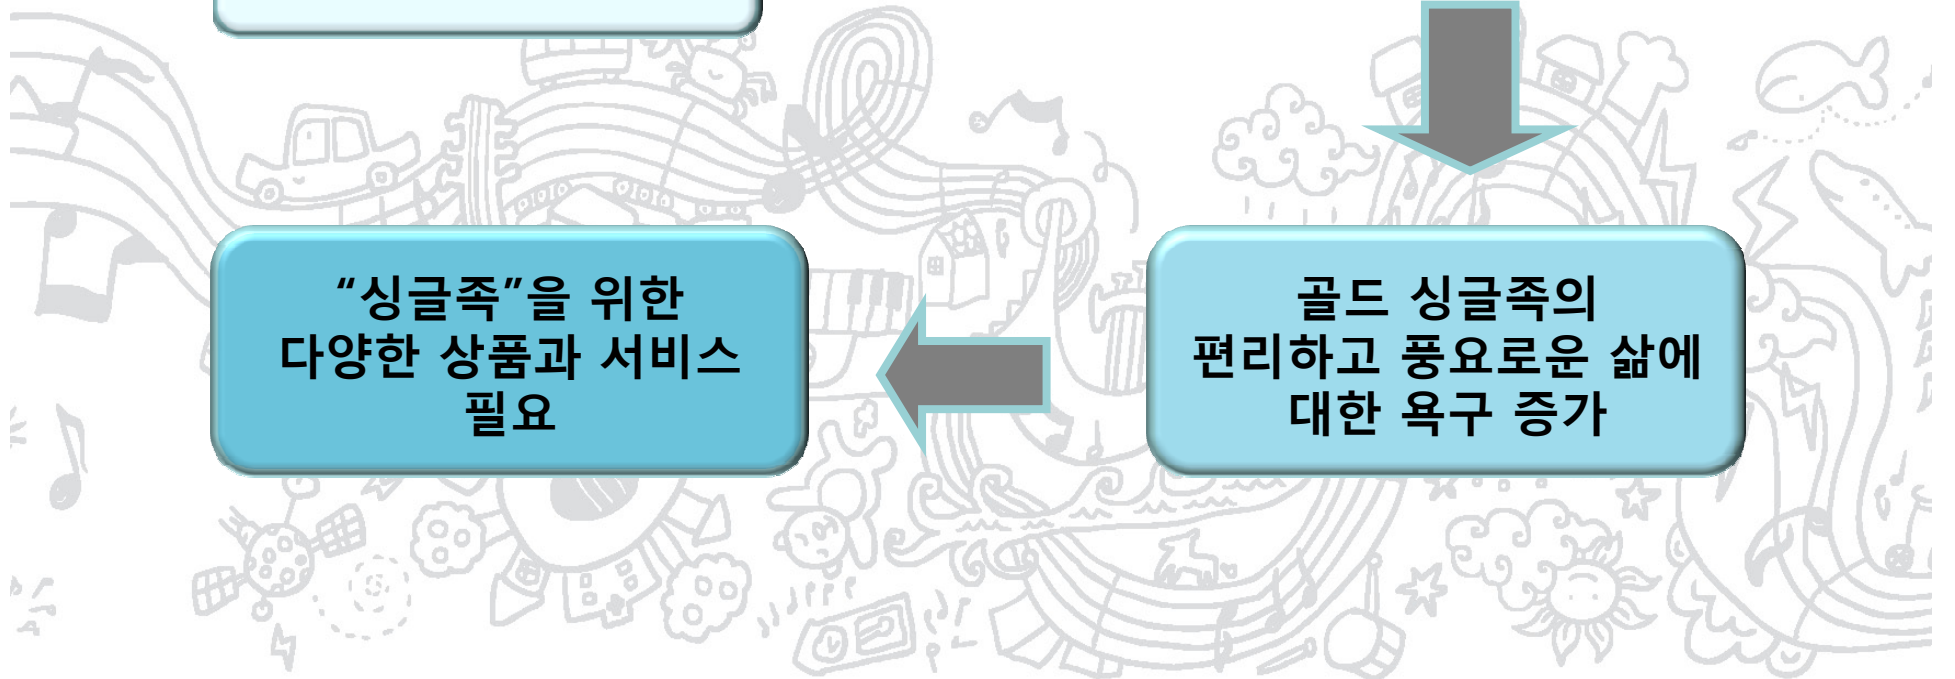 “싱글족”을 위한
다양한 상품과 서비스
필요
골드 싱글족의
편리하고 풍요로운 삶에
대한 욕구 증가